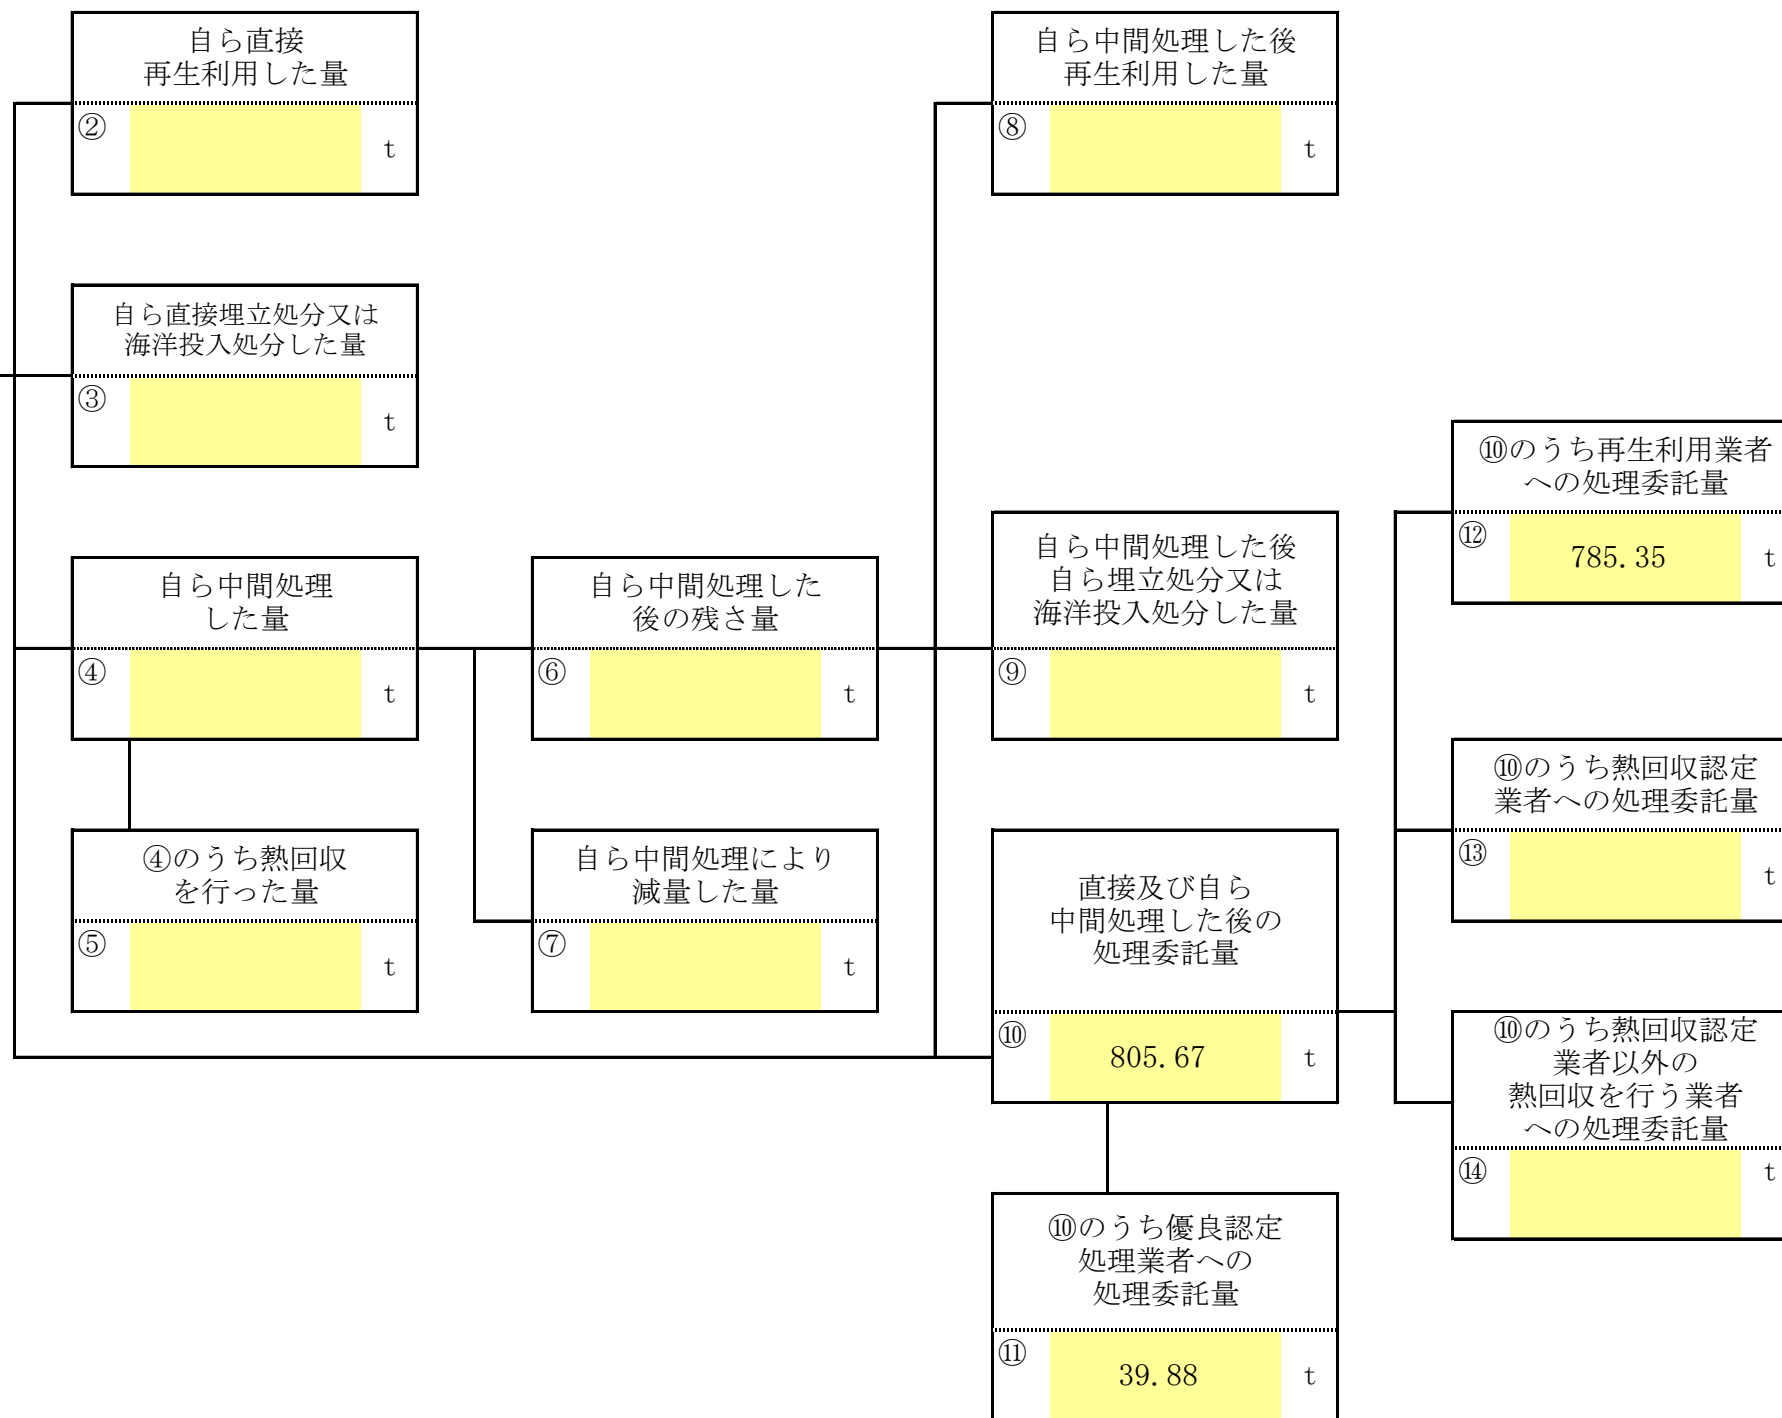 自ら直接
再生利用した量
②
t
自ら中間処理した後
再生利用した量
⑧
t
自ら直接埋立処分又は
海洋投入処分した量
③
t
⑩のうち再生利用業者
への処理委託量
⑫
785.35
t
自ら中間処理
した量
④
t
自ら中間処理した
後の残さ量
⑥
t
自ら中間処理した後
自ら埋立処分又は
海洋投入処分した量
⑨
t
⑩のうち熱回収認定
業者への処理委託量
⑬
t
④のうち熱回収
を行った量
⑤
t
自ら中間処理により
減量した量
⑦
t
直接及び自ら
中間処理した後の
処理委託量
⑩
805.67
t
⑩のうち熱回収認定
業者以外の
熱回収を行う業者
への処理委託量
⑭
t
⑩のうち優良認定
処理業者への
処理委託量
⑪
39.88
t